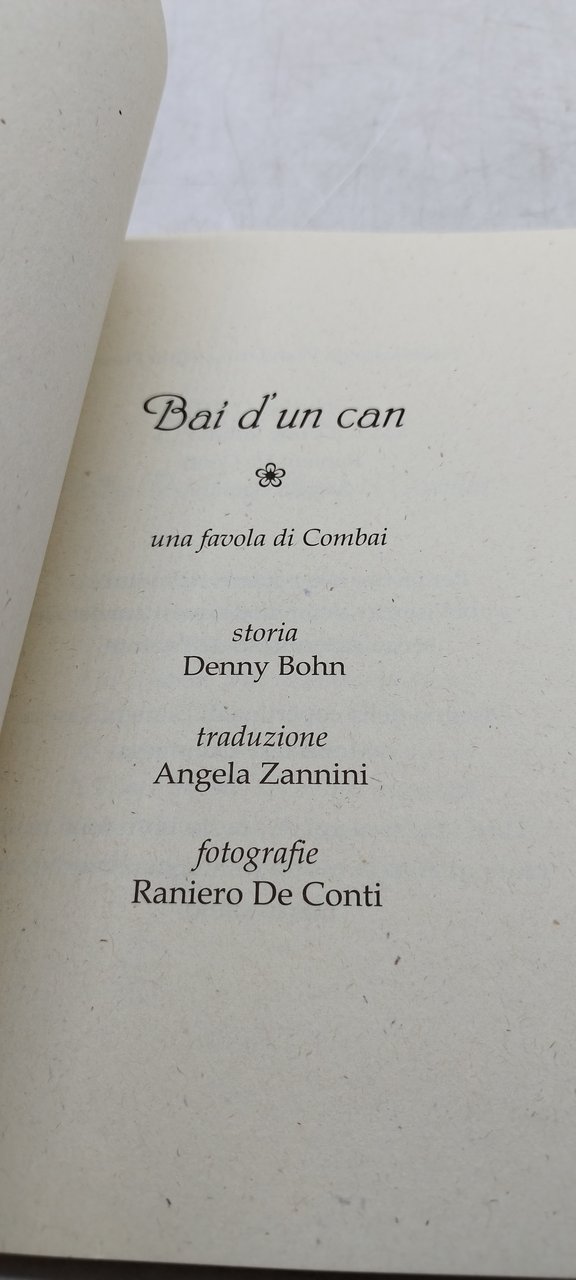 Bai d'un can
una favola di Combai
storia
Denny Bohn
traduzione
Angela Zannini
fotografie
Raniero De Conti